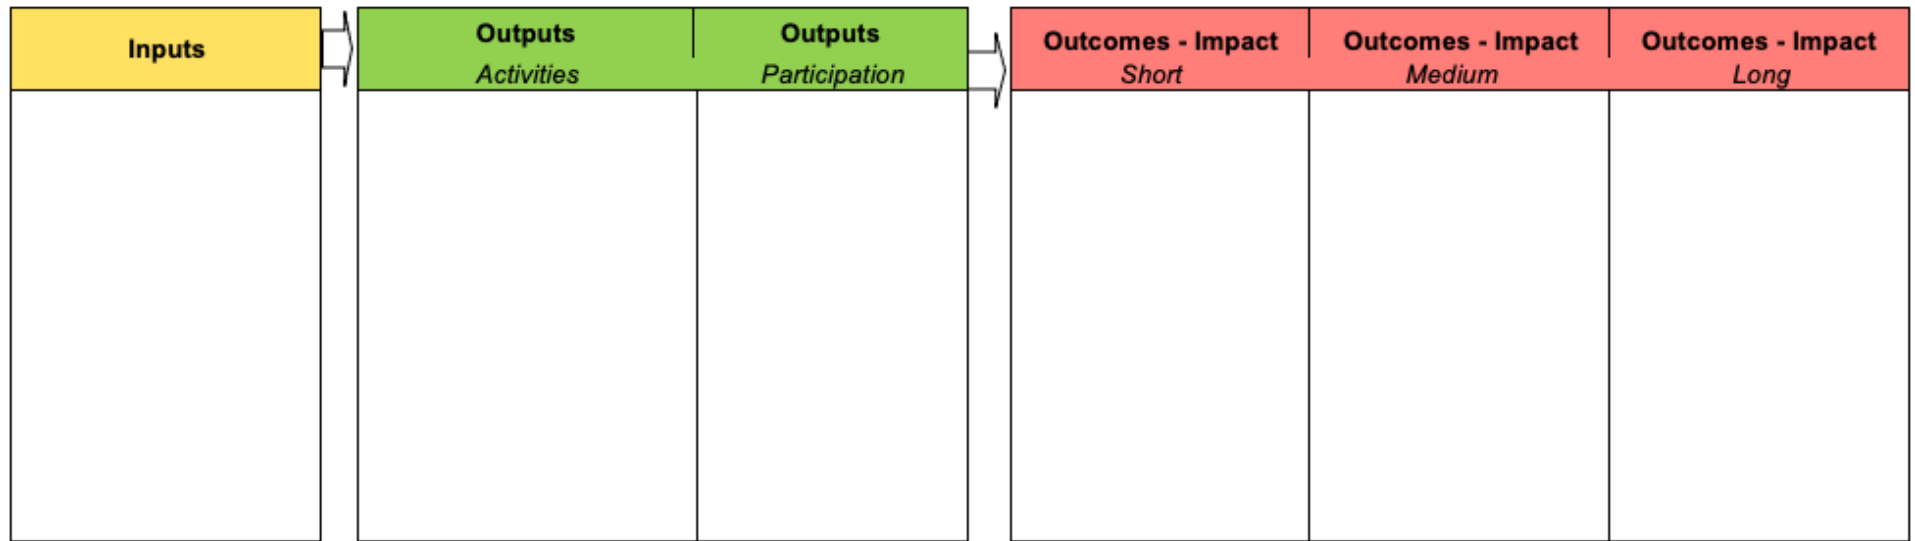 Inputs
Outputs
Activities
Outputs
Participation
Outcomes - Impact
Short
Outcomes - Impact
Medium
Outcomes - Impact
Long